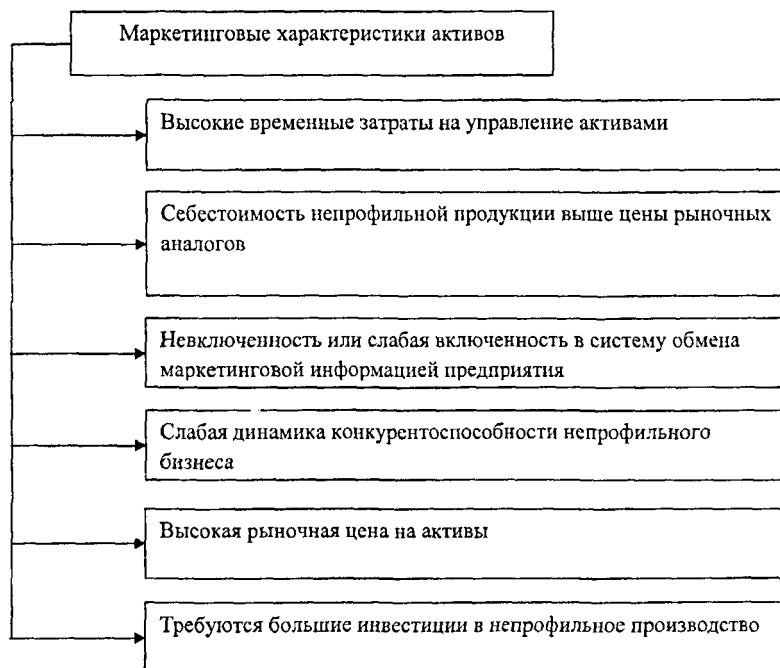 Маркетинговые характеристики активов
Высокие временные затраты на управление активами
Себестоимость непрофильной продукции выше цены рыночных
аналогов
Невключенность или слабая включенность в систему обмена
маркетинговой информацией предприятия
Слабая динамика конкурентоспособности непрофильного
бизнеса
Высокая рыночная цена на активы
Требуются большие инвестиции в непрофильное производство